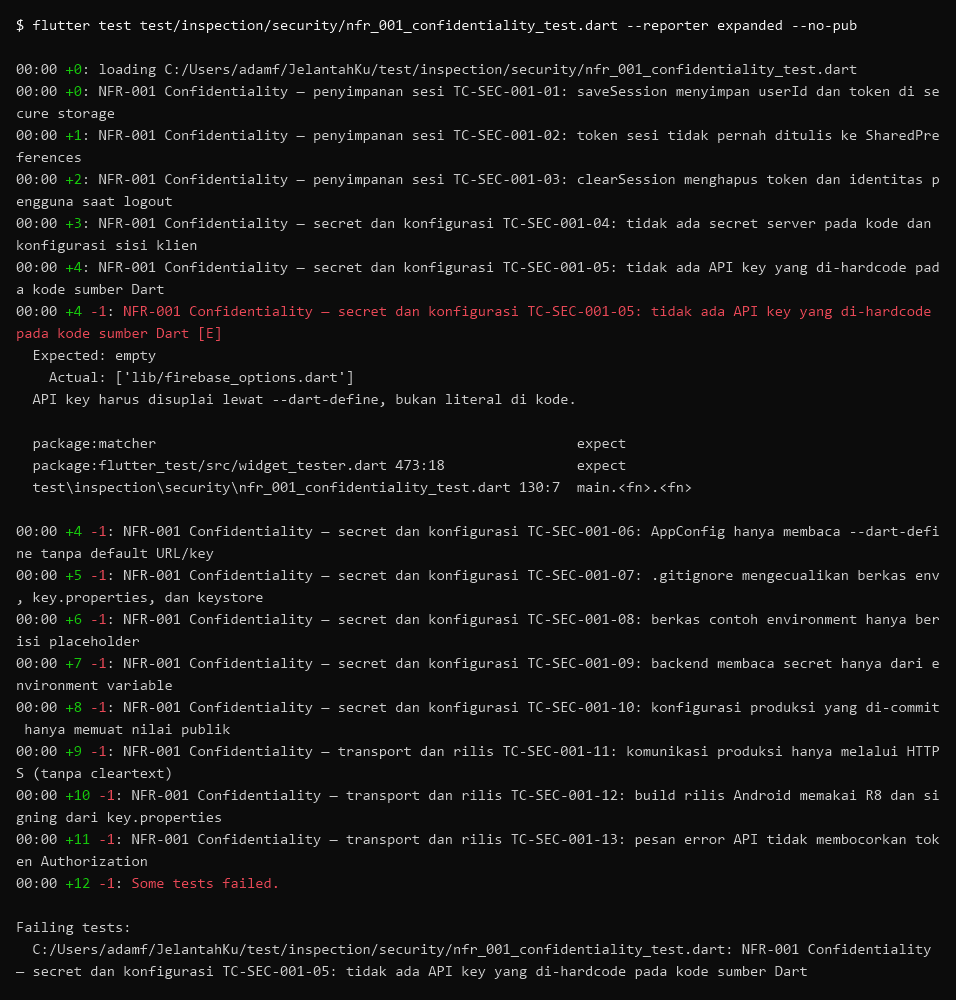 $ flutter test test/inspection/security/nfr_001_confidentiality_test.dart --reporter expanded --no-pub
00:00 +0: loading C:/Users/adamf/JelantahKu/test/inspection/security/nfr_001_confidentiality_test.dart
00:00 +0: NFR-001 Confidentiality — penyimpanan sesi TC-SEC-001-01: saveSession menyimpan userId dan token di se
cure storage
00:00 +1: NFR-001 Confidentiality — penyimpanan sesi TC-SEC-001-02: token sesi tidak pernah ditulis ke SharedPre
ferences
00:00 +2: NFR-001 Confidentiality — penyimpanan sesi TC-SEC-001-03: clearSession menghapus token dan identitas p
engguna saat logout
00:00 +3: NFR-001 Confidentiality — secret dan konfigurasi TC-SEC-001-04: tidak ada secret server pada kode dan
konfigurasi sisi klien
00:00 +4: NFR-001 Confidentiality — secret dan konfigurasi TC-SEC-001-05: tidak ada API key yang di-hardcode pad
a kode sumber Dart
00:00 +4 -1: NFR-001 Confidentiality — secret dan konfigurasi TC-SEC-001-05: tidak ada API key yang di-hardcode
pada kode sumber Dart [E]
  Expected: empty
    Actual: ['lib/firebase_options.dart']
  API key harus disuplai lewat --dart-define, bukan literal di kode.
  package:matcher                                                   expect
  package:flutter_test/src/widget_tester.dart 473:18                expect
  test\inspection\security\nfr_001_confidentiality_test.dart 130:7  main.<fn>.<fn>
00:00 +4 -1: NFR-001 Confidentiality — secret dan konfigurasi TC-SEC-001-06: AppConfig hanya membaca --dart-defi
ne tanpa default URL/key
00:00 +5 -1: NFR-001 Confidentiality — secret dan konfigurasi TC-SEC-001-07: .gitignore mengecualikan berkas env
, key.properties, dan keystore
00:00 +6 -1: NFR-001 Confidentiality — secret dan konfigurasi TC-SEC-001-08: berkas contoh environment hanya ber
isi placeholder
00:00 +7 -1: NFR-001 Confidentiality — secret dan konfigurasi TC-SEC-001-09: backend membaca secret hanya dari e
nvironment variable
00:00 +8 -1: NFR-001 Confidentiality — secret dan konfigurasi TC-SEC-001-10: konfigurasi produksi yang di-commit
 hanya memuat nilai publik
00:00 +9 -1: NFR-001 Confidentiality — transport dan rilis TC-SEC-001-11: komunikasi produksi hanya melalui HTTP
S (tanpa cleartext)
00:00 +10 -1: NFR-001 Confidentiality — transport dan rilis TC-SEC-001-12: build rilis Android memakai R8 dan si
gning dari key.properties
00:00 +11 -1: NFR-001 Confidentiality — transport dan rilis TC-SEC-001-13: pesan error API tidak membocorkan tok
en Authorization
00:00 +12 -1: Some tests failed.
Failing tests:
  C:/Users/adamf/JelantahKu/test/inspection/security/nfr_001_confidentiality_test.dart: NFR-001 Confidentiality
— secret dan konfigurasi TC-SEC-001-05: tidak ada API key yang di-hardcode pada kode sumber Dart